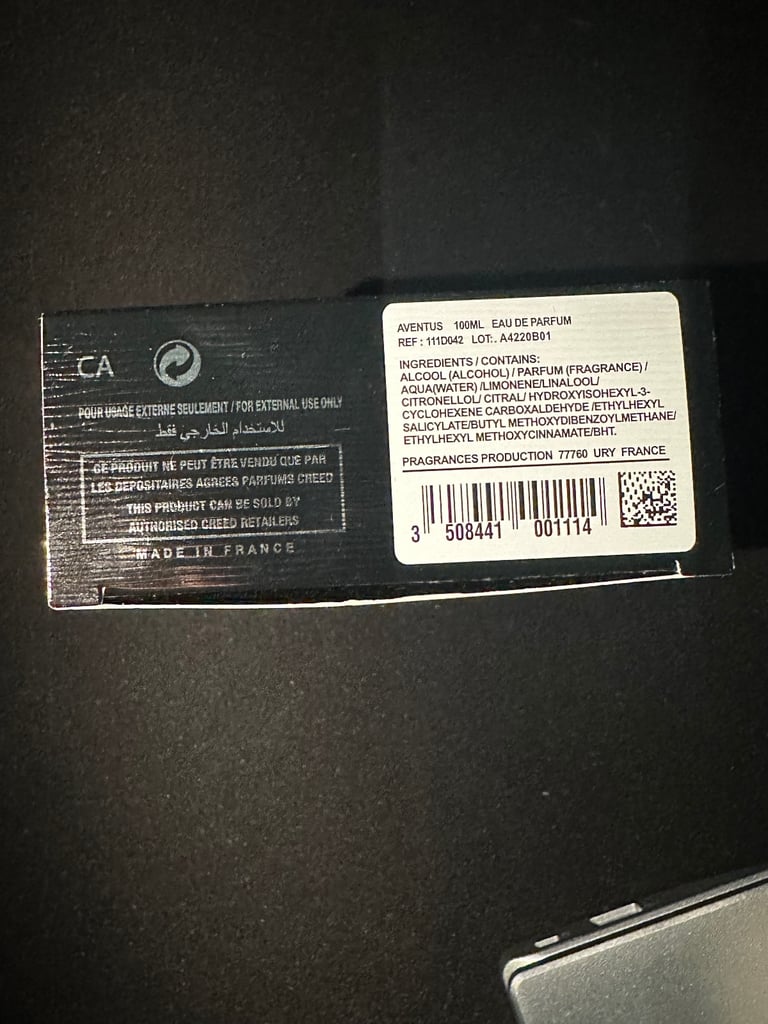 CA
POUR USAGE EXTERNE SEULEMENT / FOR EXTERNAL USE ONLY
للاستخدام الخارجي فقط
CE PRODUIT NE PEUT ÊTRE VENDU QUE PAR
LES DEPOSITAIRES AGREES PARFUMS CREED
THIS PRODUCT CAN BE SOLD BY
AUTHORISED CREED RETAILERS
MADE IN FRANCE
AVENTUS 100ML EAU DE PARFUM
REF : 111D042 LOT:. A4220B01
INGREDIENTS / CONTAINS:
ALCOOL (ALCOHOL) / PARFUM (FRAGRANCE) /
AQUA(WATER) /LIMONENE/LINALOOL/
CITRONELLOL/ CITRAL/ HYDROXYISOHEXYL-3-
CYCLOHEXENE CARBOXALDEHYDE /ETHYLHEXYL
SALICYLATE/BUTYL METHOXYDIBENZOYLMETHANE/
ETHYLHEXYL METHOXYCINNAMATE/BHT.
PRAGRANCES PRODUCTION 77760 URY FRANCE
3 508441 001114